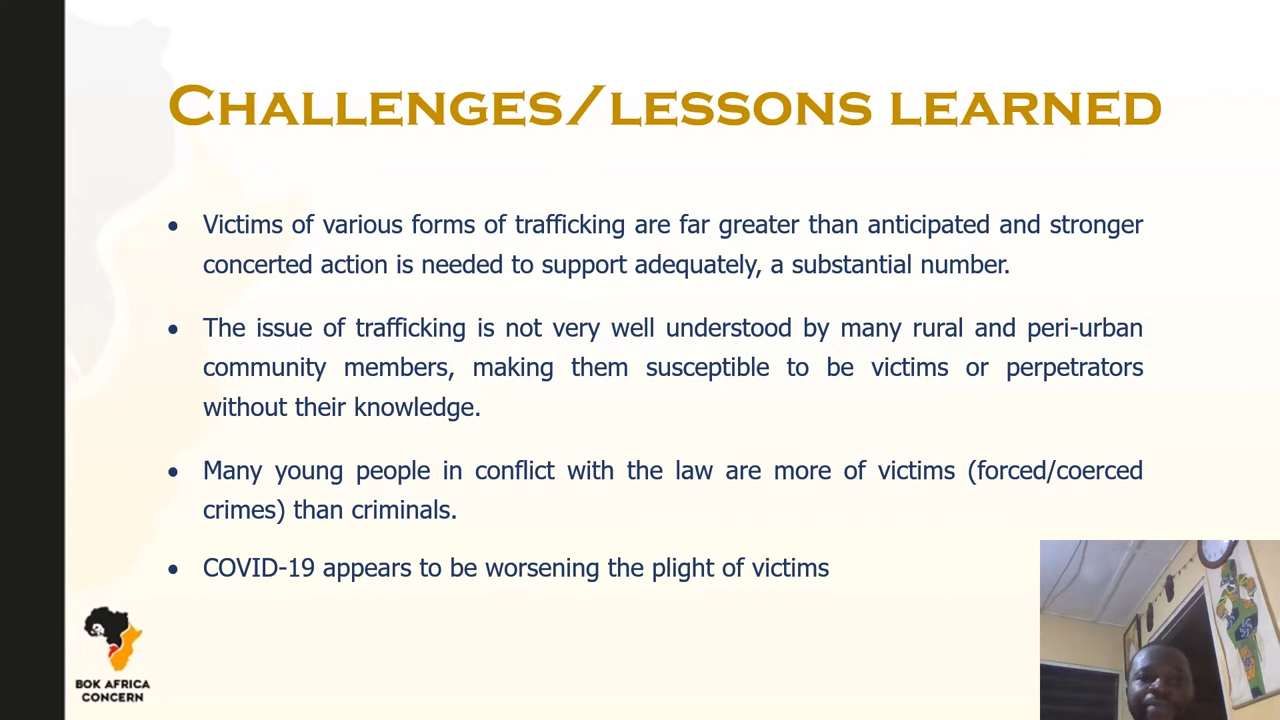 CHALLENGES/LESSONS LEARNED
• Victims of various forms of trafficking are far greater than anticipated and stronger
concerted action is needed to support adequately, a substantial number.
• The issue of trafficking is not very well understood by many rural and peri-urban
community members, making them susceptible to be victims or perpetrators
without their knowledge.
• Many young people in conflict with the law are more of victims (forced/coerced
crimes) than criminals.
• COVID-19 appears to be worsening the plight of victims
BOK AFRICA
CONCERN